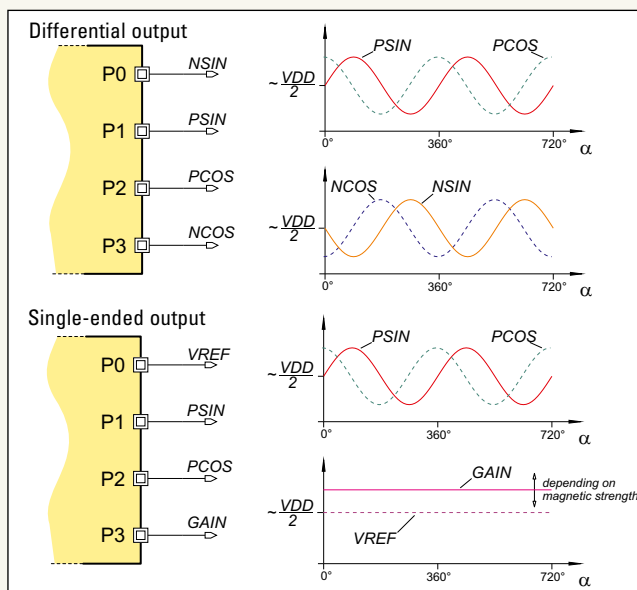 Differential output
P0
NSIN
P1
PSIN
P2
PCOS
P3
NCOS
PSIN
PCOS
~ VDD
2
0°
360°
720°
α
NCOS
NSIN
~ VDD
2
0°
360°
720°
α
Single-ended output
P0
VREF
P1
PSIN
P2
PCOS
P3
GAIN
PSIN
PCOS
~ VDD
2
0°
360°
720°
α
GAIN
depending on
magnetic strength
~ VDD
2
VREF
0°
360°
720°
α